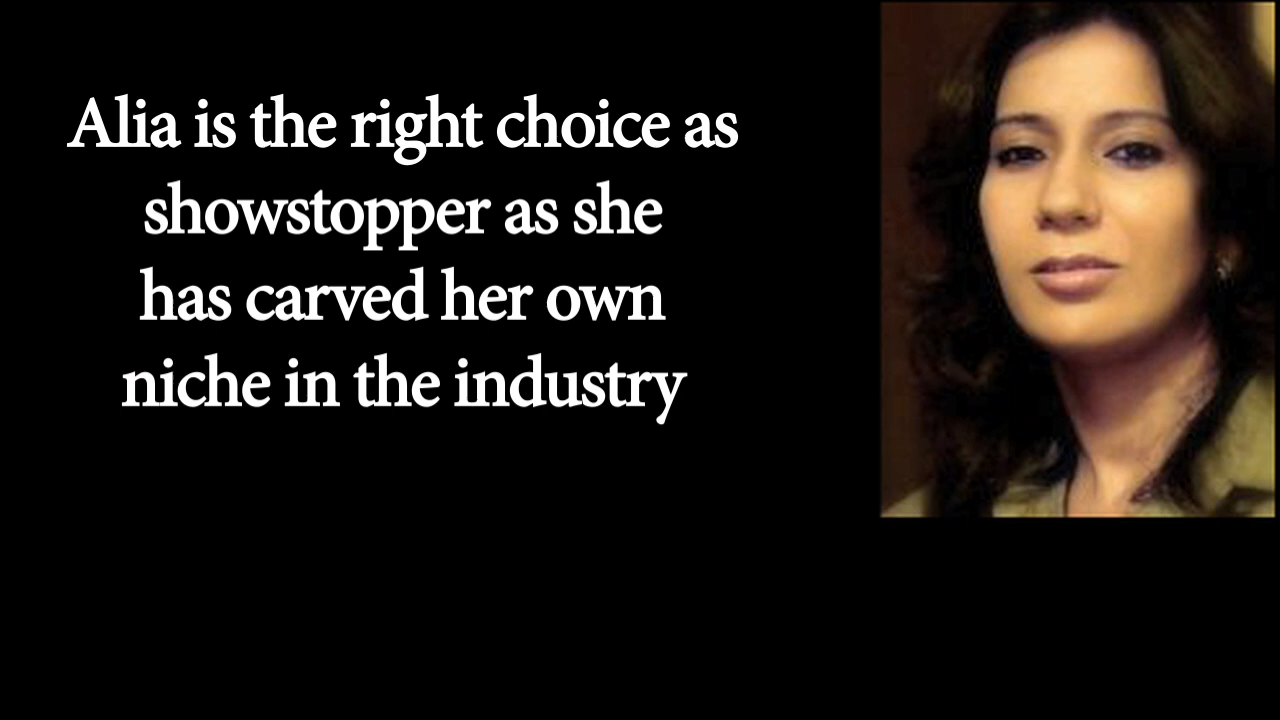 Alia is the right choice as
showstopper as she
has carved her own
niche in the industry